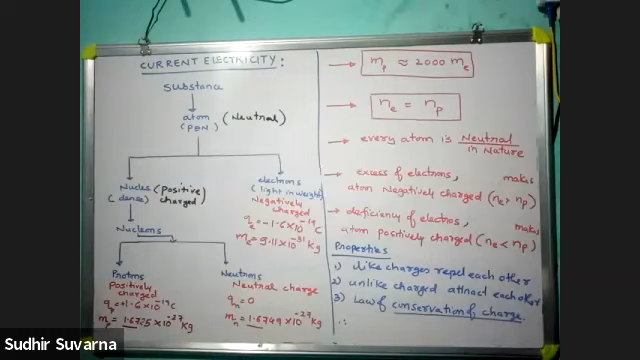 CURRENT ELECTRICITY :
substance
atom (Neutral)
(PEN)
Nucleus (positive
(dense) charged)
Nucleons
electrons
(light in weight)
Negatively
charged
qe = -1.6×10^-19 C
me = 9.11×10^-31 Kg
Protons
Positively
charged
qp = +1.6×10^-19 C
mp = 1.6725×10^-27 Kg
Neutrons
Neutral charge
qn = 0
mn = 1.6749×10^-27 Kg
→ mp ≈ 2000 me
→ ne = np
→ every atom is Neutral
in Nature
→ excess of electrons, makes
atom Negatively charged (ne > np)
→ deficiency of electros, makes
atom positively charged (ne < np)
Properties
1) like charges repel each other
2) unlike charged attract each other
3) Law of conservation of charge.
Sudhir Suvarna